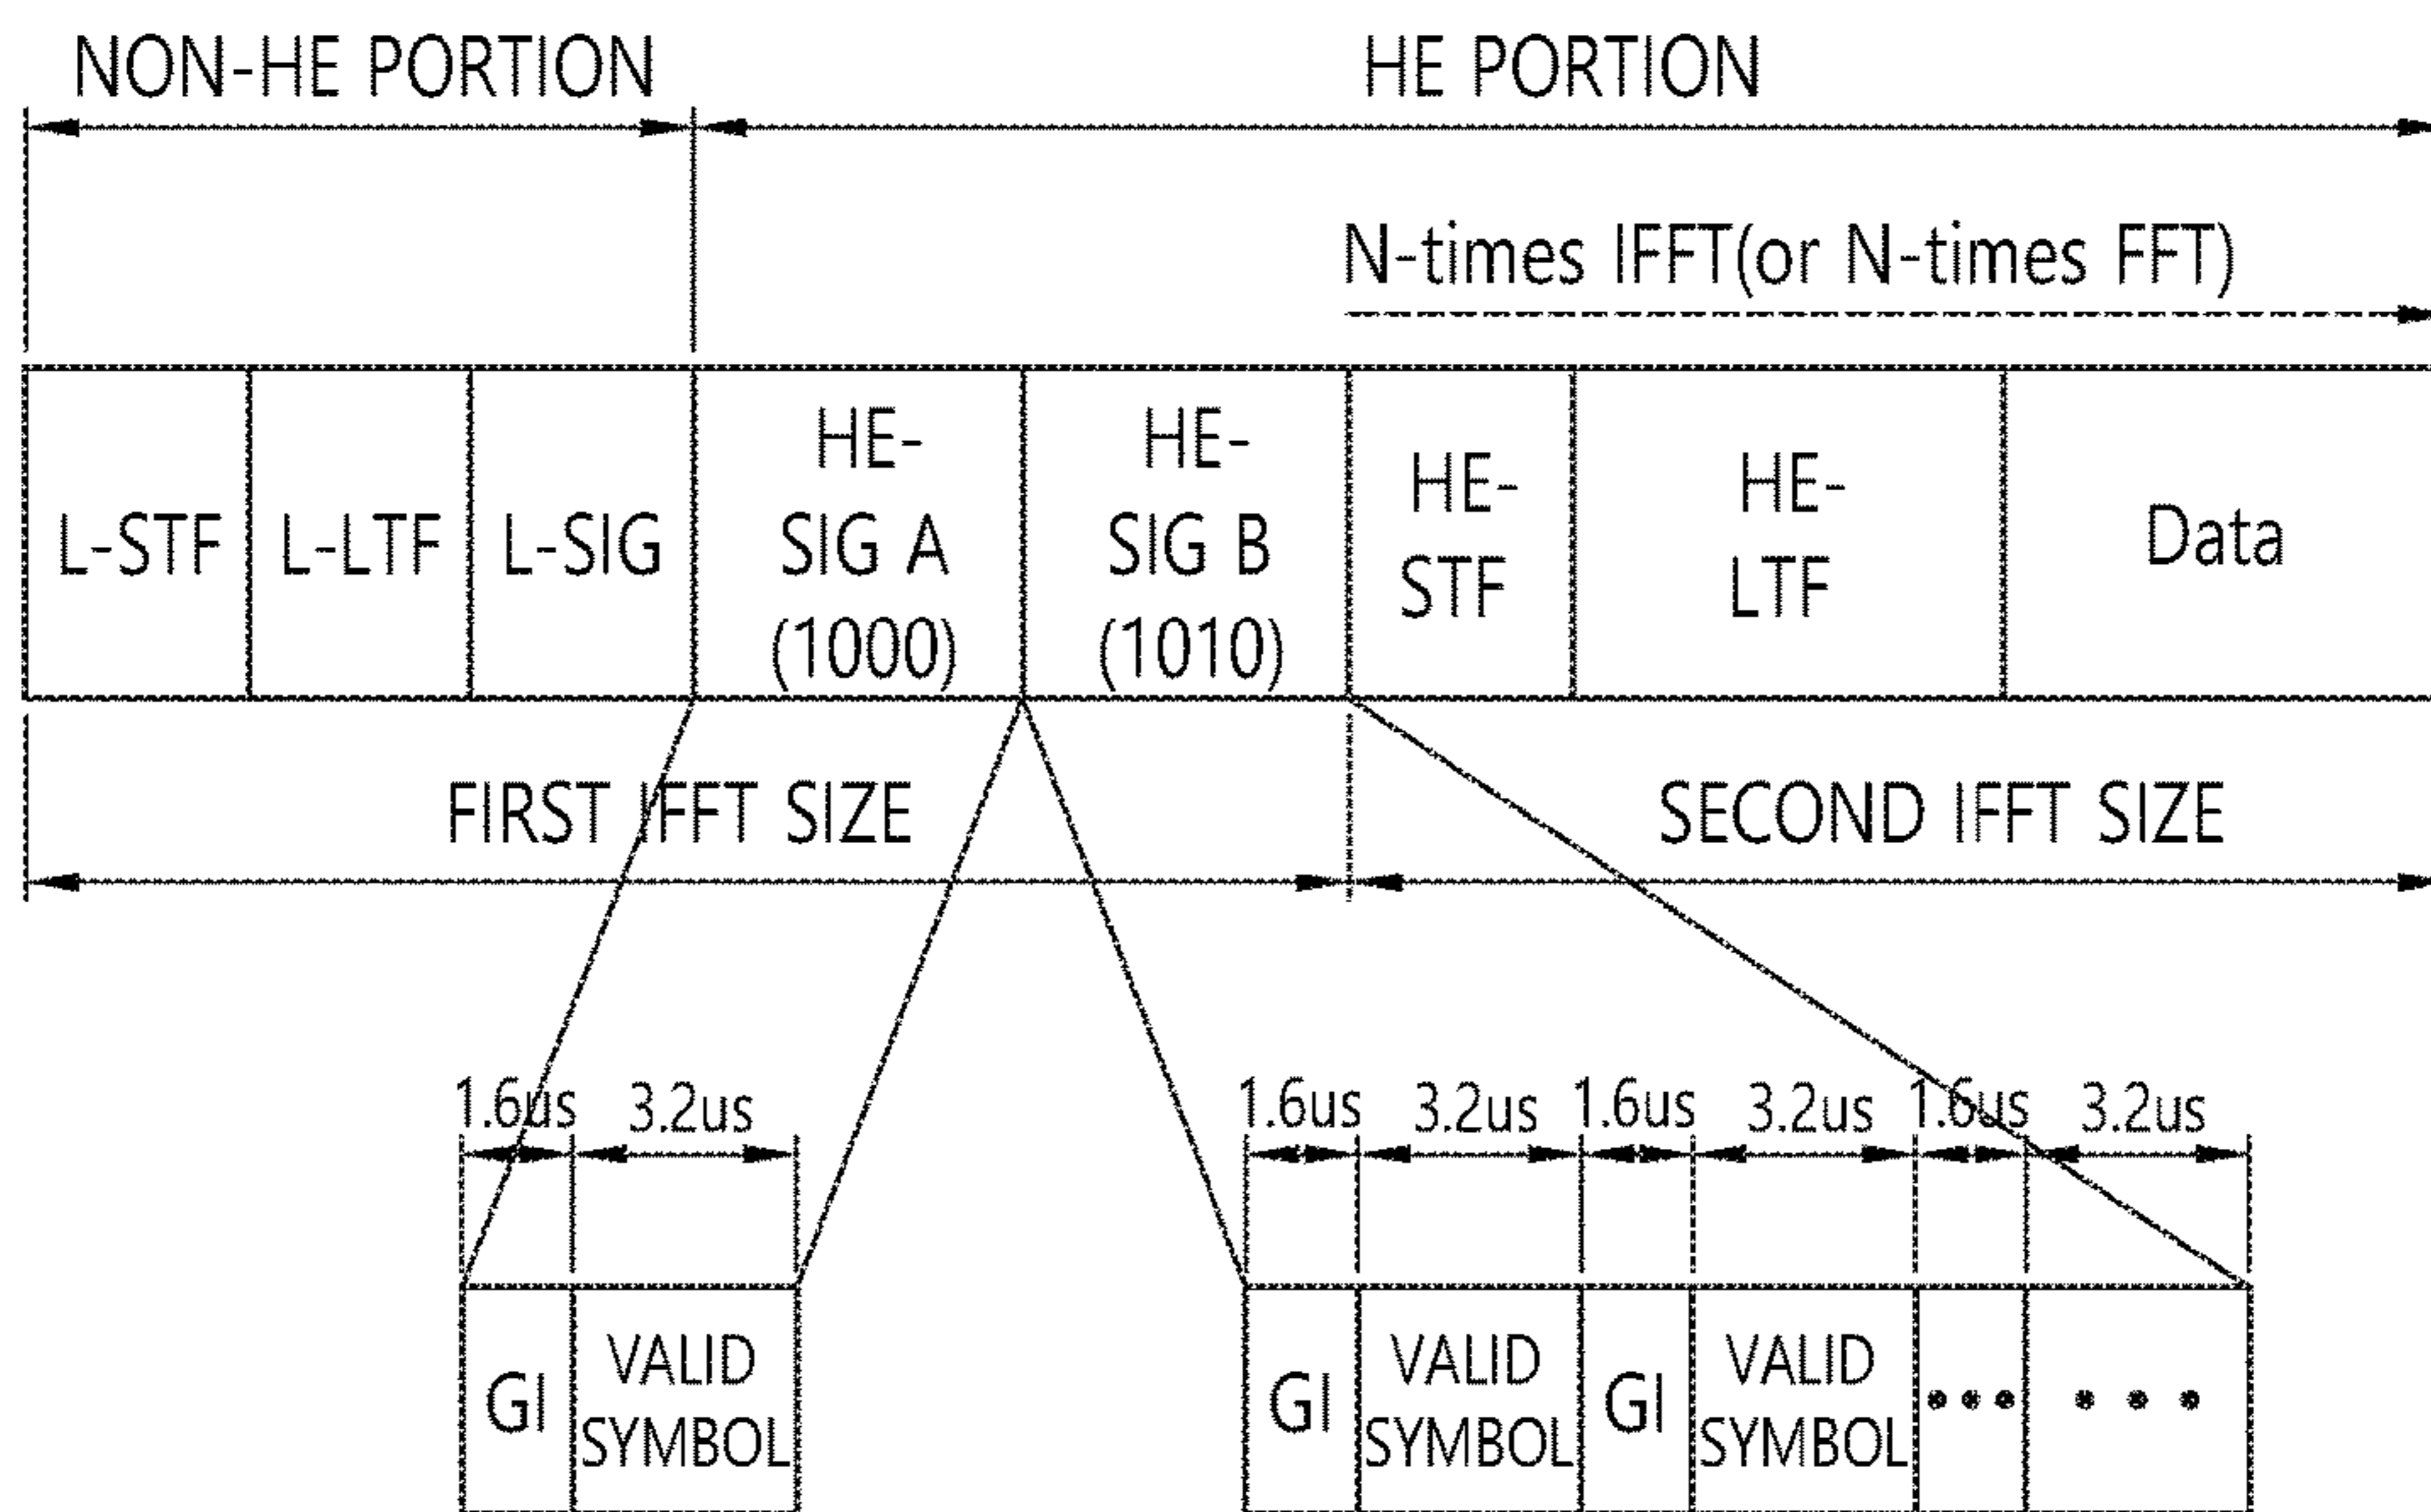 NON-HE PORTION HE PORTION
N-times IFFT(or N-times FFT)
L-STF L-LTF L-SIG HE-SIG A (1000) HE-SIG B (1010) HE-STF HE-LTF Data
FIRST IFFT SIZE SECOND IFFT SIZE
1.6us 3.2us 1.6us 3.2us 1.6us 3.2us 1.6us 3.2us
GI VALID SYMBOL GI VALID SYMBOL GI VALID SYMBOL ••• • • •